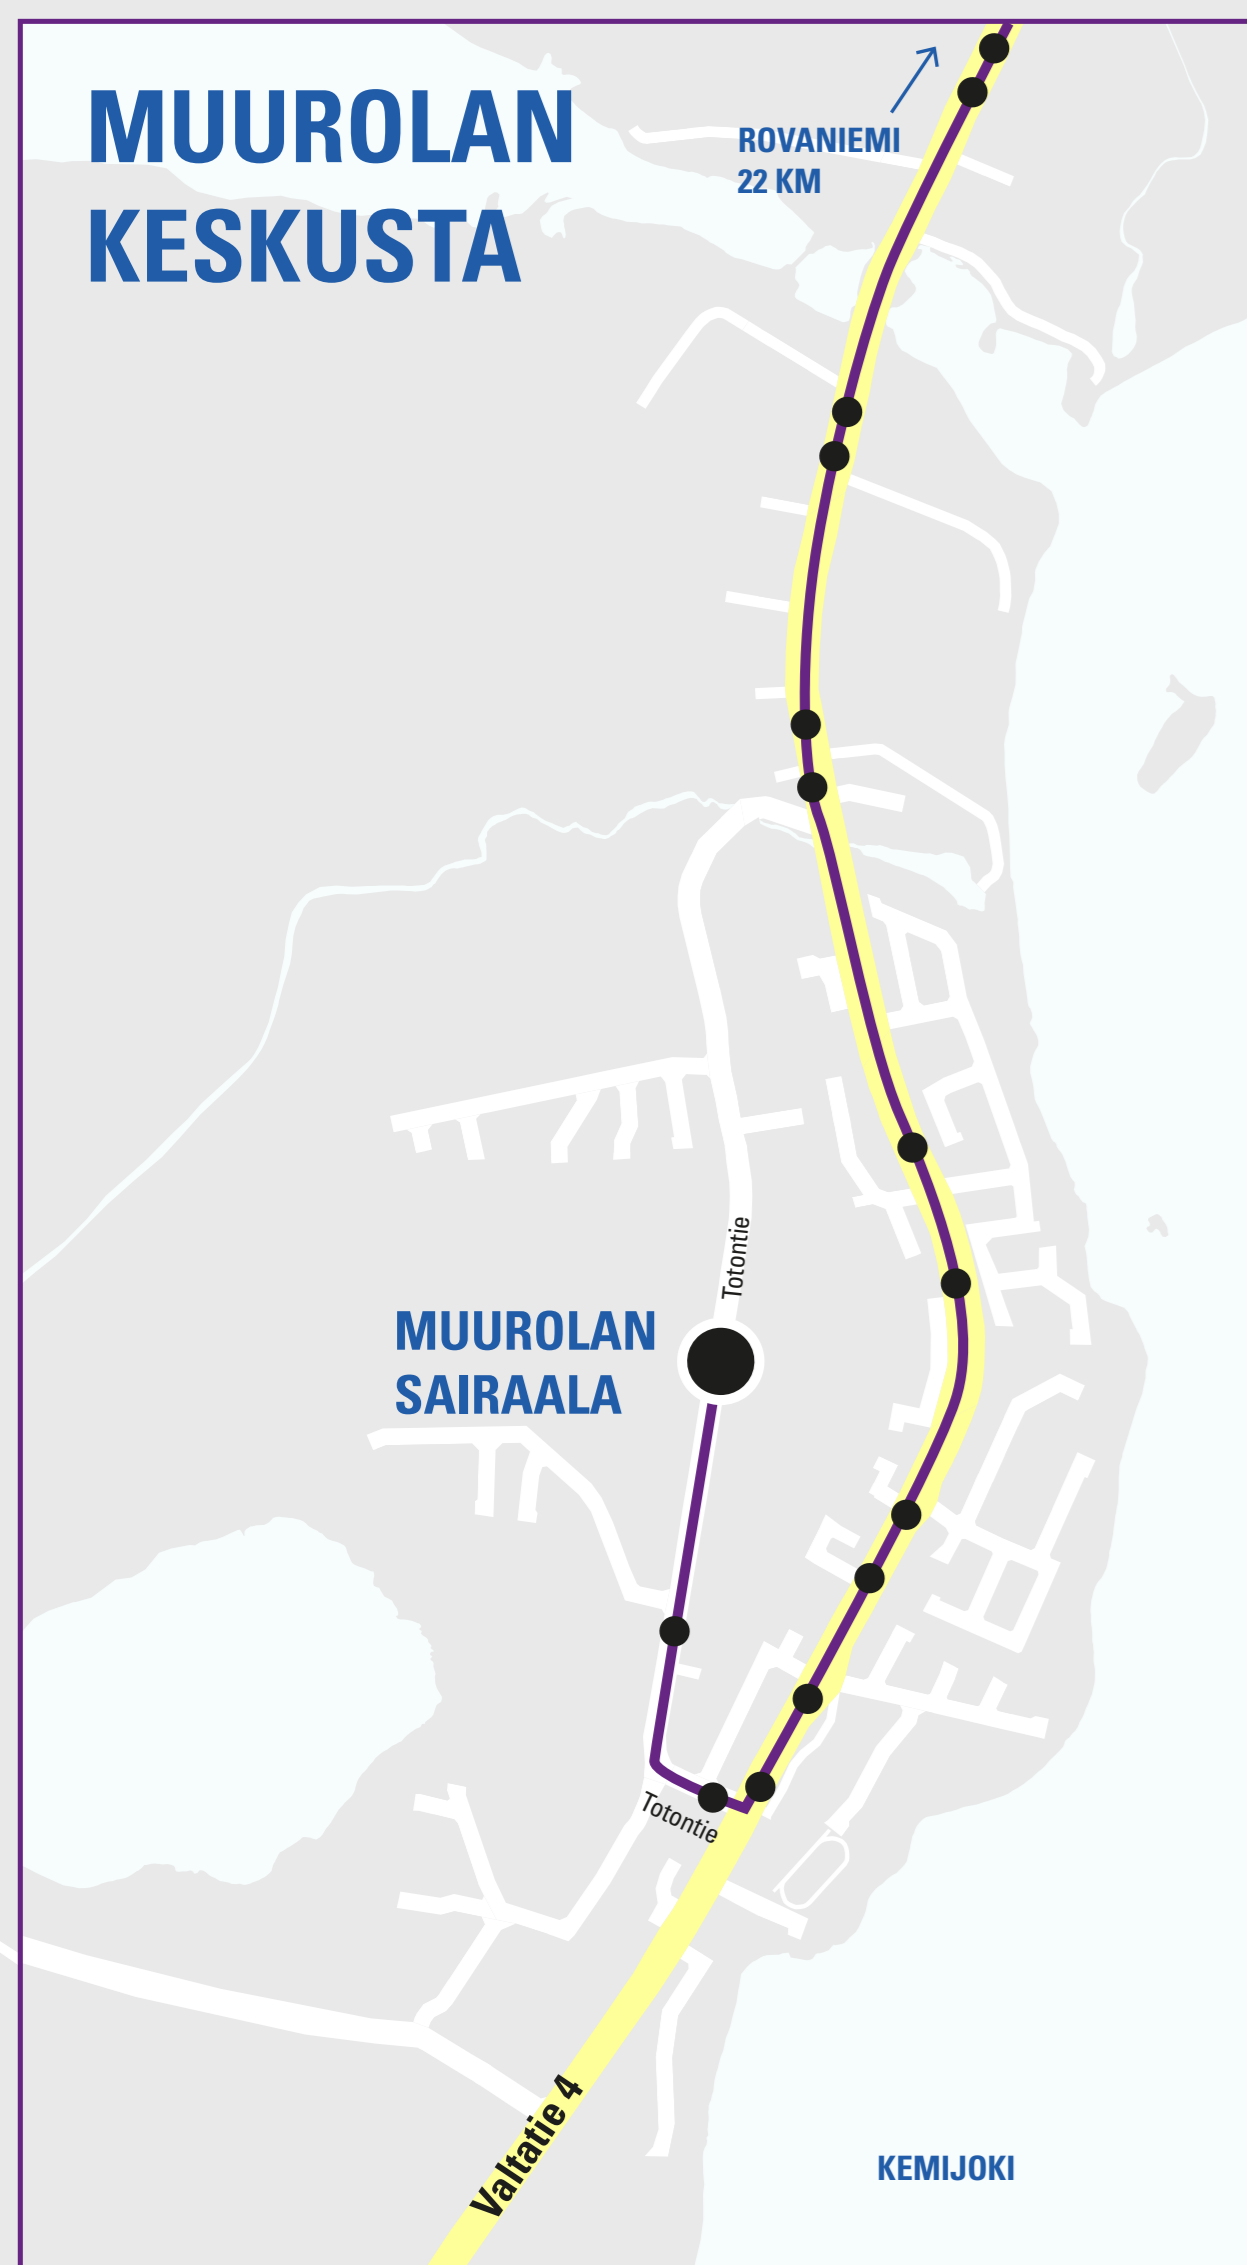 MUUROLAN
KESKUSTA
ROVANIEMI
22 KM
Totontie
MUUROLAN
SAIRAALA
Totontie
Valtatie 4
KEMIJOKI